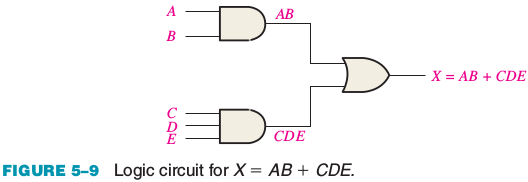 A
B
AB
X = AB + CDE
C
D
E
CDE
FIGURE 5–9 Logic circuit for X = AB + CDE.